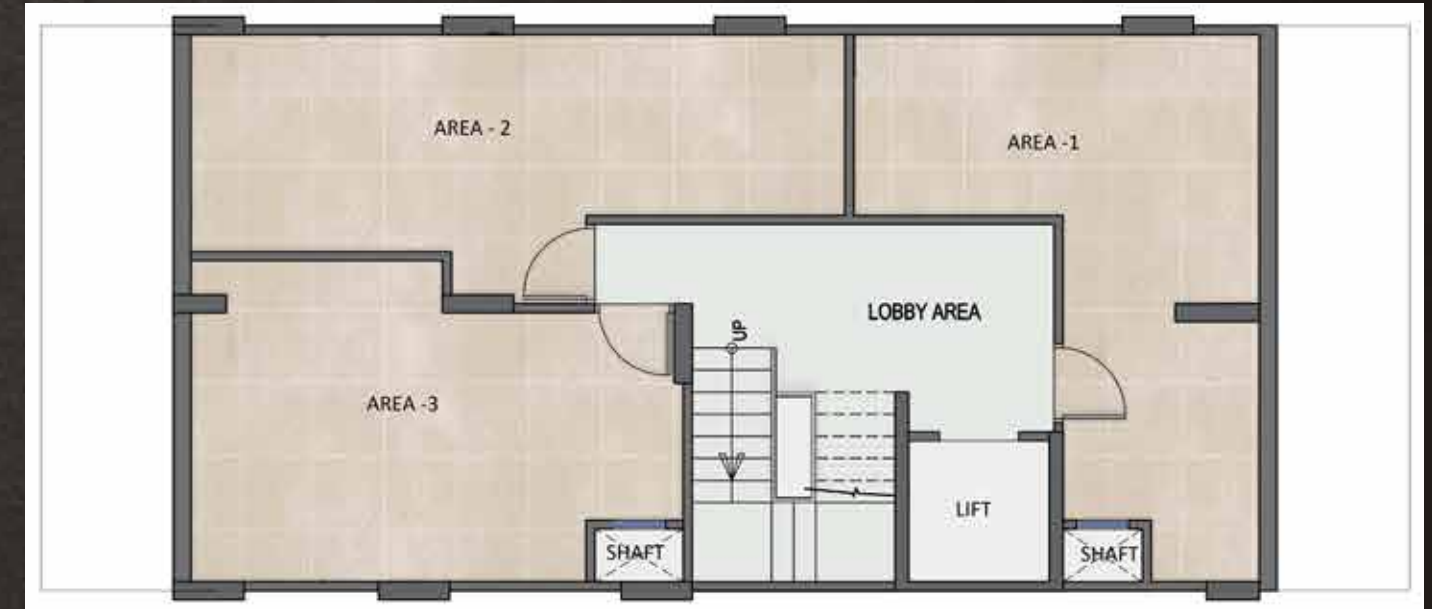 AREA - 2
AREA -1
LOBBY AREA
UP
AREA -3
LIFT
SHAFT
SHAFT